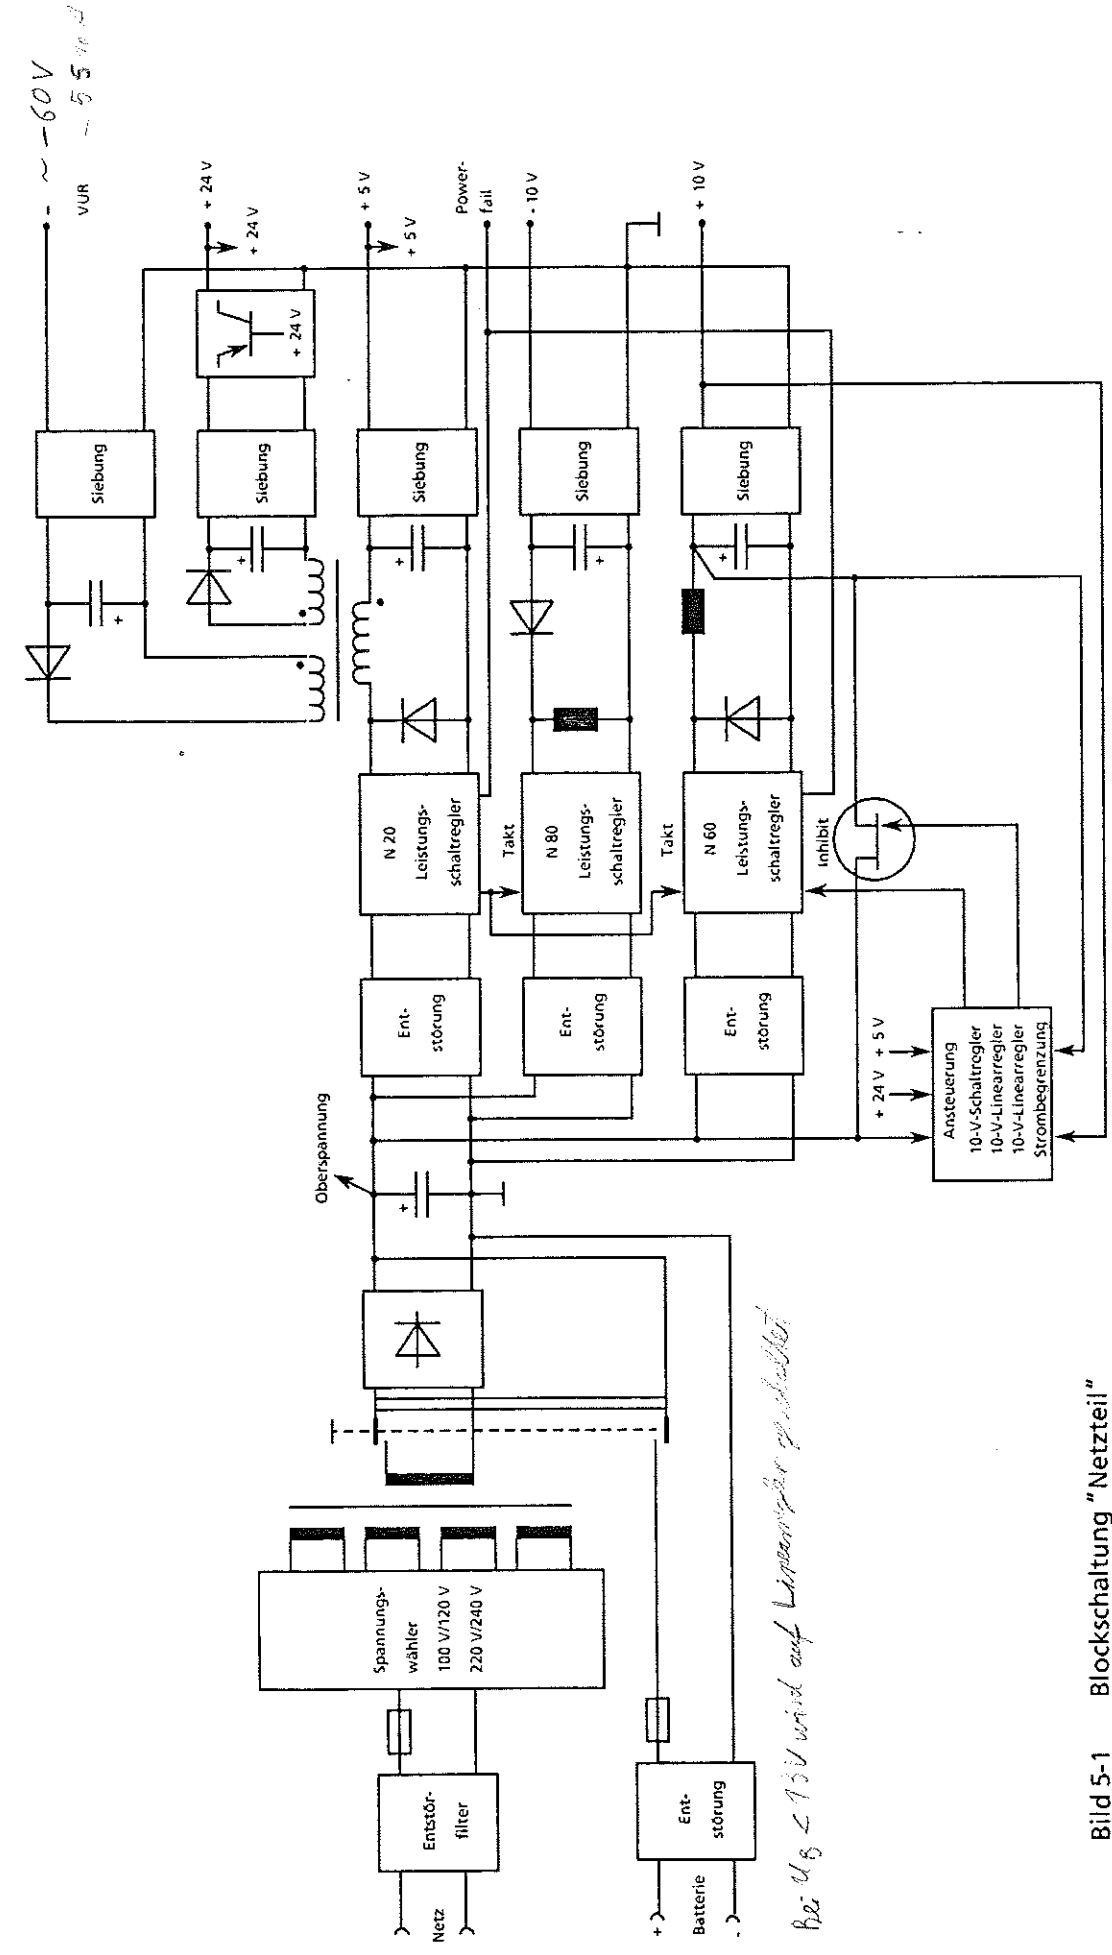 Netz
Entstör-
filter
Spannungs-
wähler
100 V/120 V
220 V/240 V
+
Batterie
-
Ent-
störung
Bei UB < 13V wird auf Linearregler
Oberspannung
+
Ent-
störung
Ent-
störung
Ent-
störung
N 20
Leistungs-
schaltregler
Takt
N 80
Leistungs-
schaltregler
Takt
N 60
Leistungs-
schaltregler
Inhibit
+ 24 V
+ 5 V
Ansteuerung
10-V-Schaltregler
10-V-Linearregler
10-V-Linearregler
Strombegrenzung
+
+
+
+
+
Siebung
Siebung
Siebung
Siebung
Siebung
+ 24 V
- ~ -60V
VUR
- 55
+ 24 V
+ 24 V
+ 5 V
+ 5 V
Power-
fail
- 10 V
+ 10 V
Bild 5-1 Blockschaltung "Netzteil"